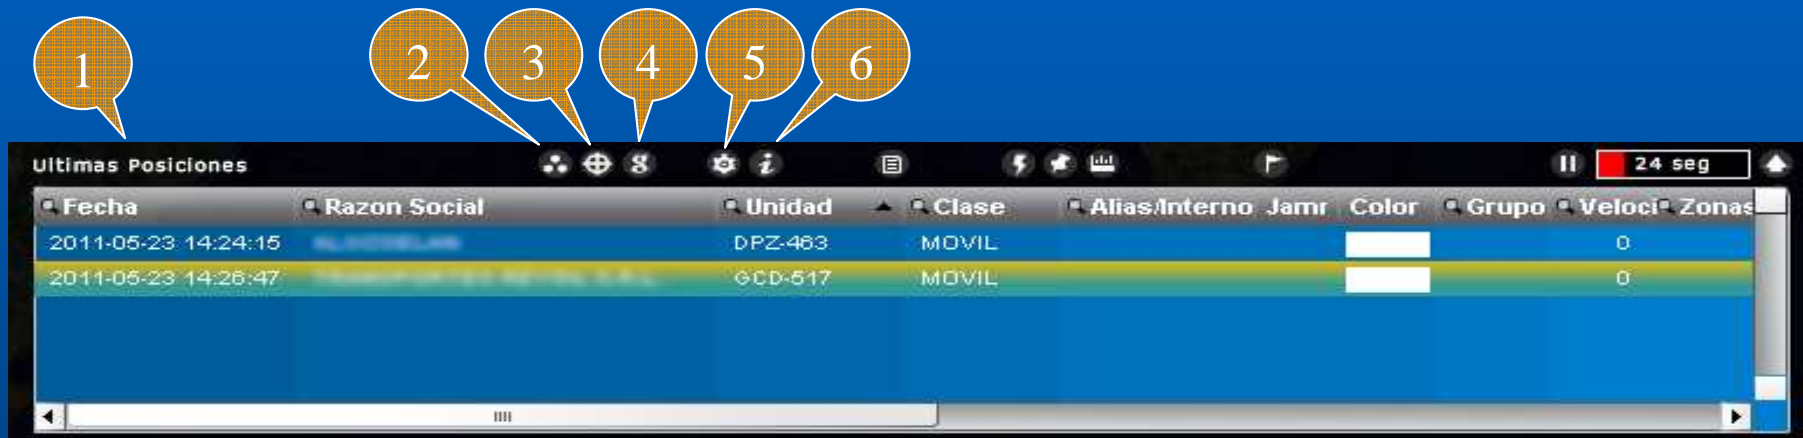 1 2 3 4 5 6
Ultimas Posiciones 8 i 24 seg
Fecha Razon Social Unidad Clase Alias/Interno Jamr Color Grupo Veloci Zonas
2011-05-23 14:24:15 DPZ-463 MOVIL 0
2011-05-23 14:26:47 GCD-517 MOVIL 0